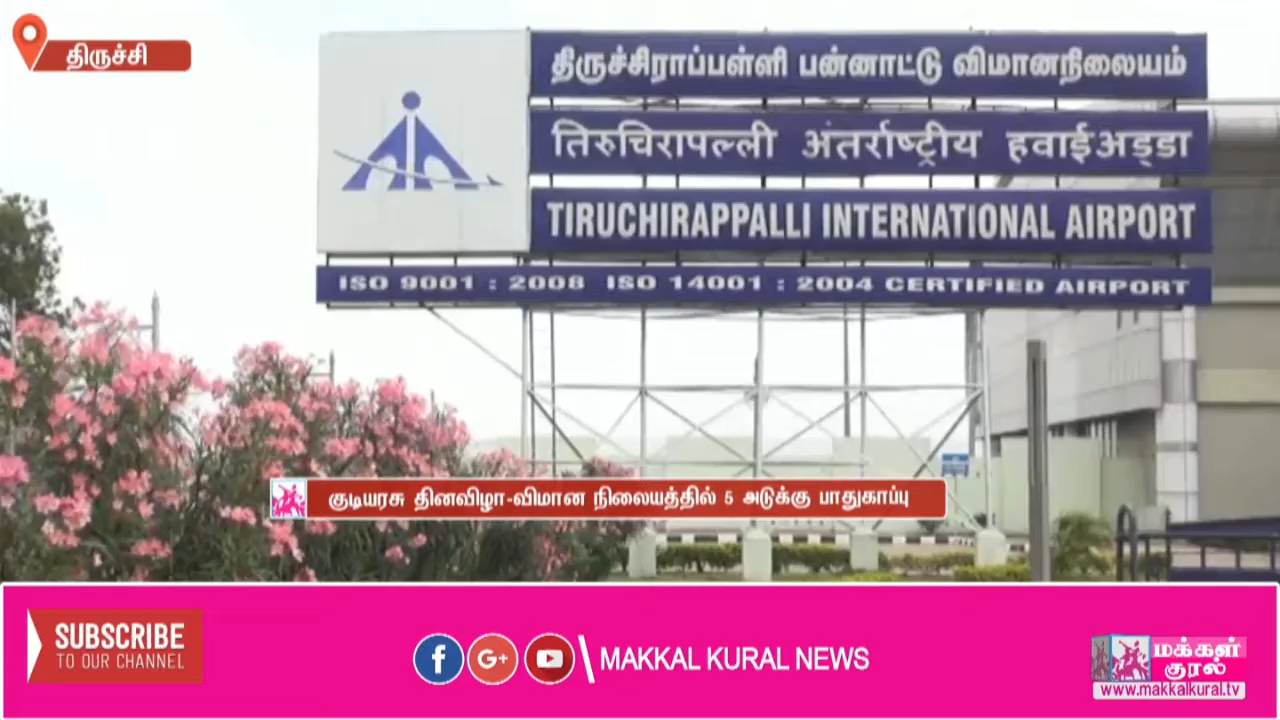 திருச்சி
திருச்சிராப்பள்ளி பன்னாட்டு விமானநிலையம்
तिरुचिरापल्ली अंतर्राष्ट्रीय हवाईअड्डा
TIRUCHIRAPPALLI INTERNATIONAL AIRPORT
ISO 9001 : 2008 ISO 14001 : 2004 CERTIFIED AIRPORT
குடியரசு தினவிழா-விமான நிலையத்தில் 5 அடுக்கு பாதுகாப்பு
SUBSCRIBE
TO OUR CHANNEL
f G+ \ MAKKAL KURAL NEWS
மக்கள்
குரல்
www.makkalkural.tv